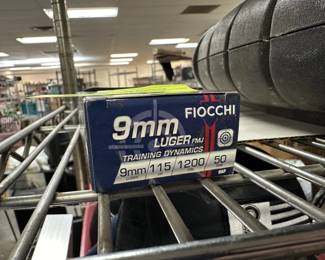 FIOCCHI
9mm
LUGER FMJ
TRAINING DYNAMICS
9mm 115 1200 50